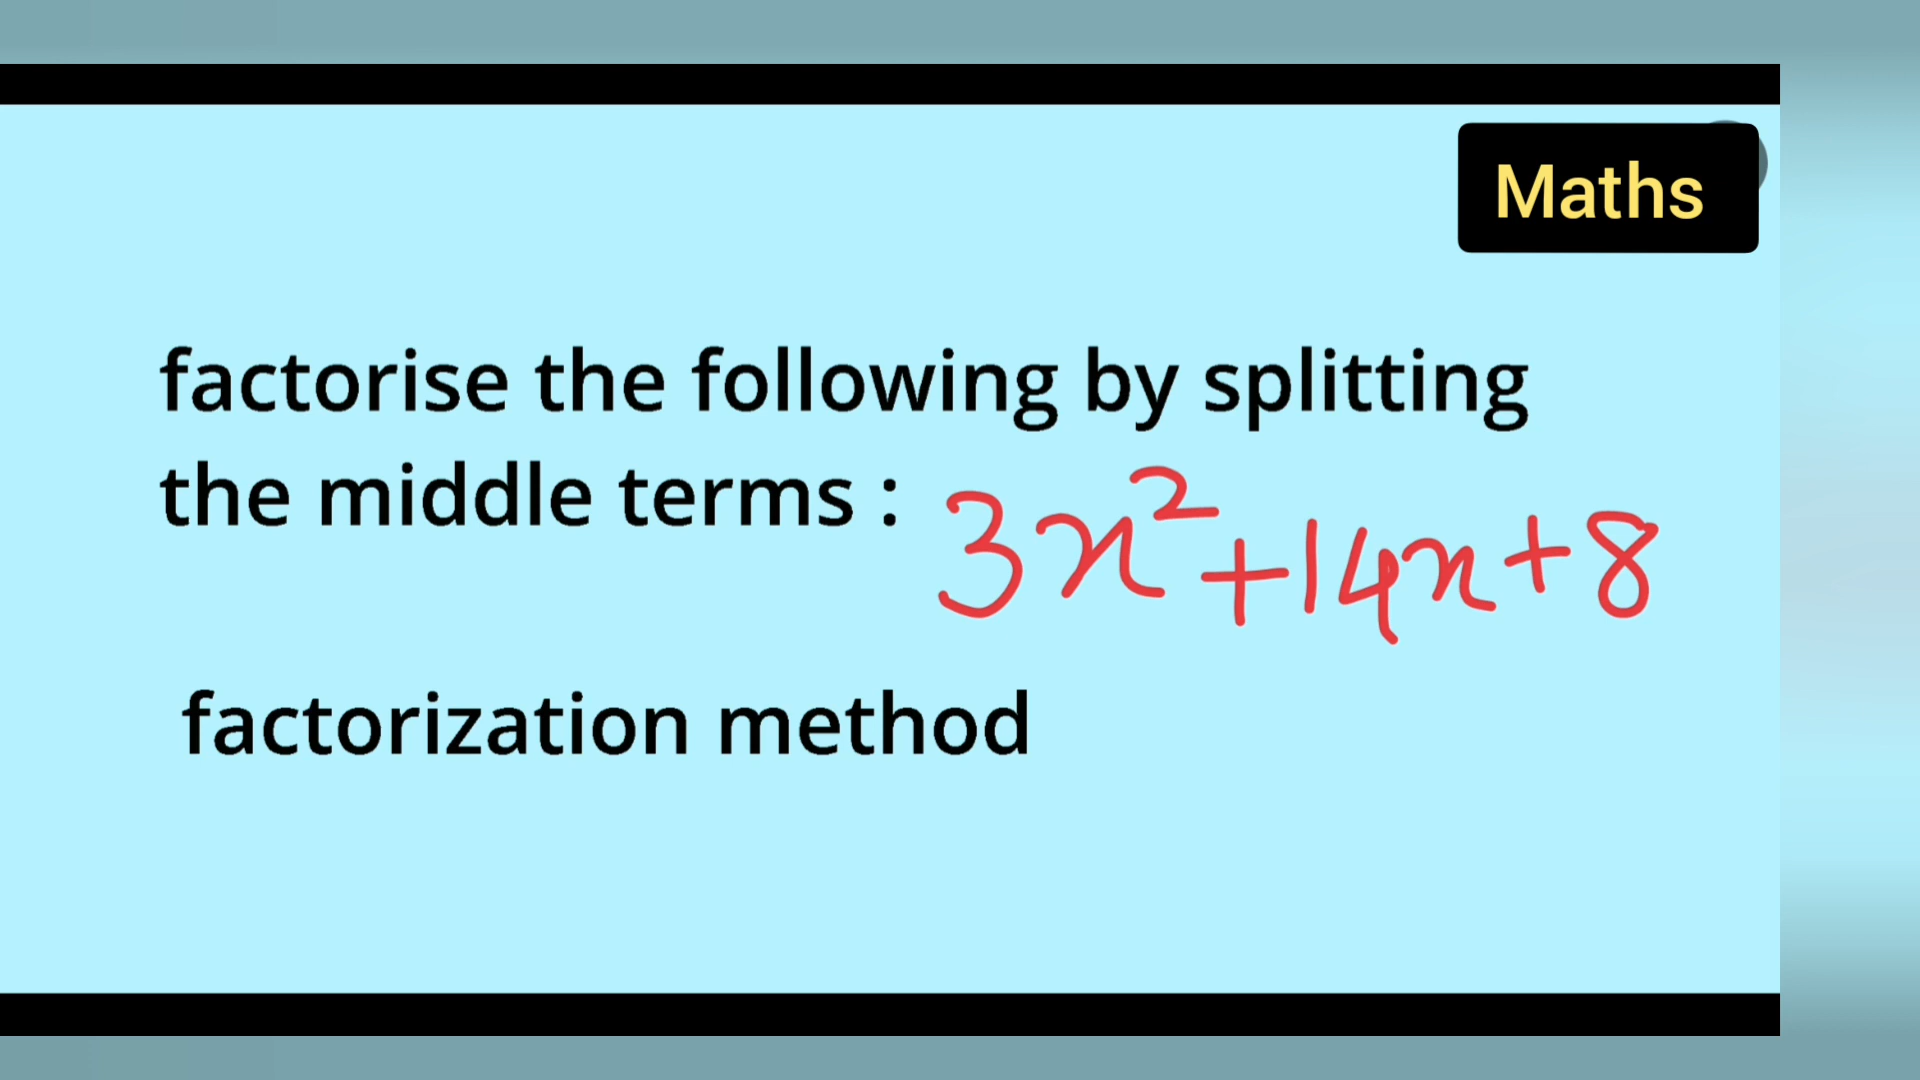 Maths
factorise the following by splitting
the middle terms : 3x²+14x+8
factorization method